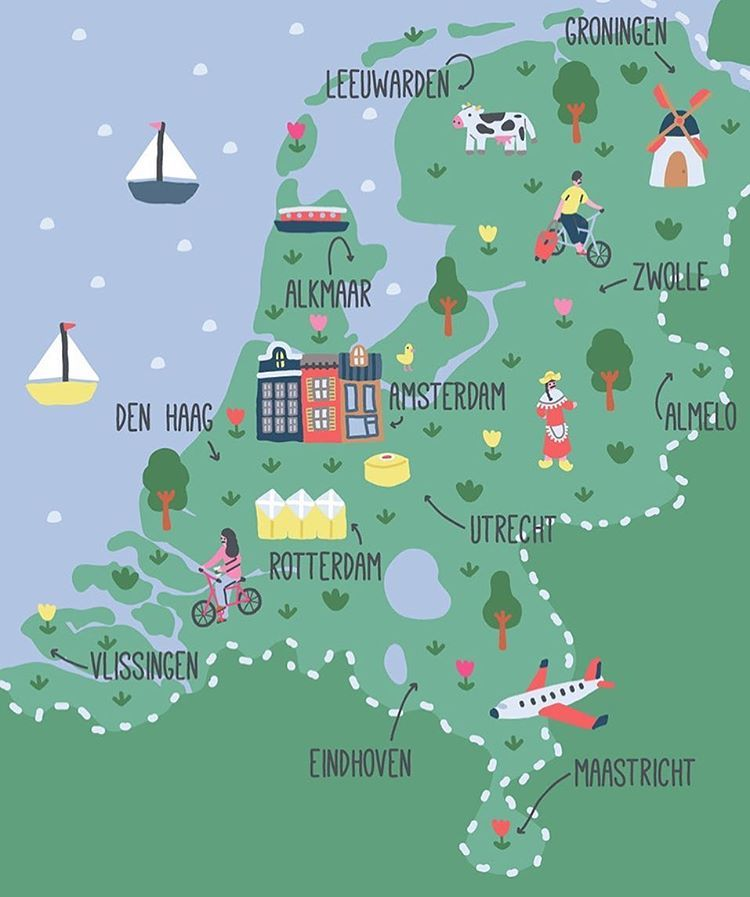 GRONINGEN
LEEUWARDEN
ZWOLLE
ALKMAAR
AMSTERDAM
DEN HAAG
ALMELO
UTRECHT
ROTTERDAM
VLISSINGEN
EINDHOVEN
MAASTRICHT